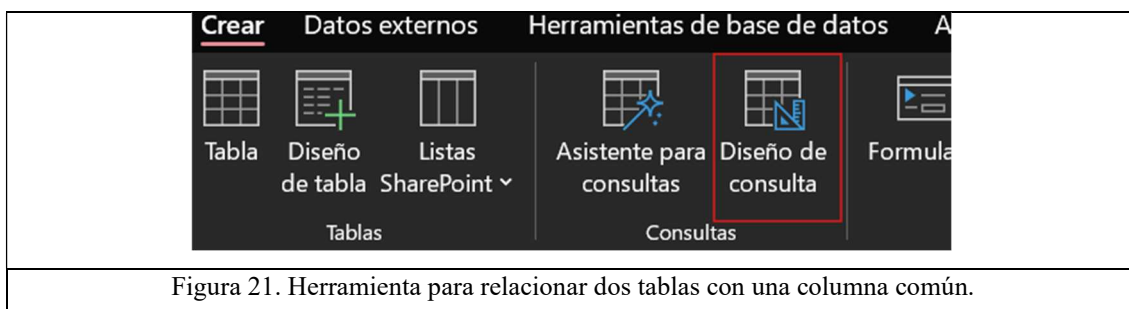 Crear Datos externos Herramientas de base de datos A
Tabla Diseño de tabla Listas SharePoint Asistente para consultas Diseño de consulta Formula
Tablas Consultas
Figura 21. Herramienta para relacionar dos tablas con una columna común.